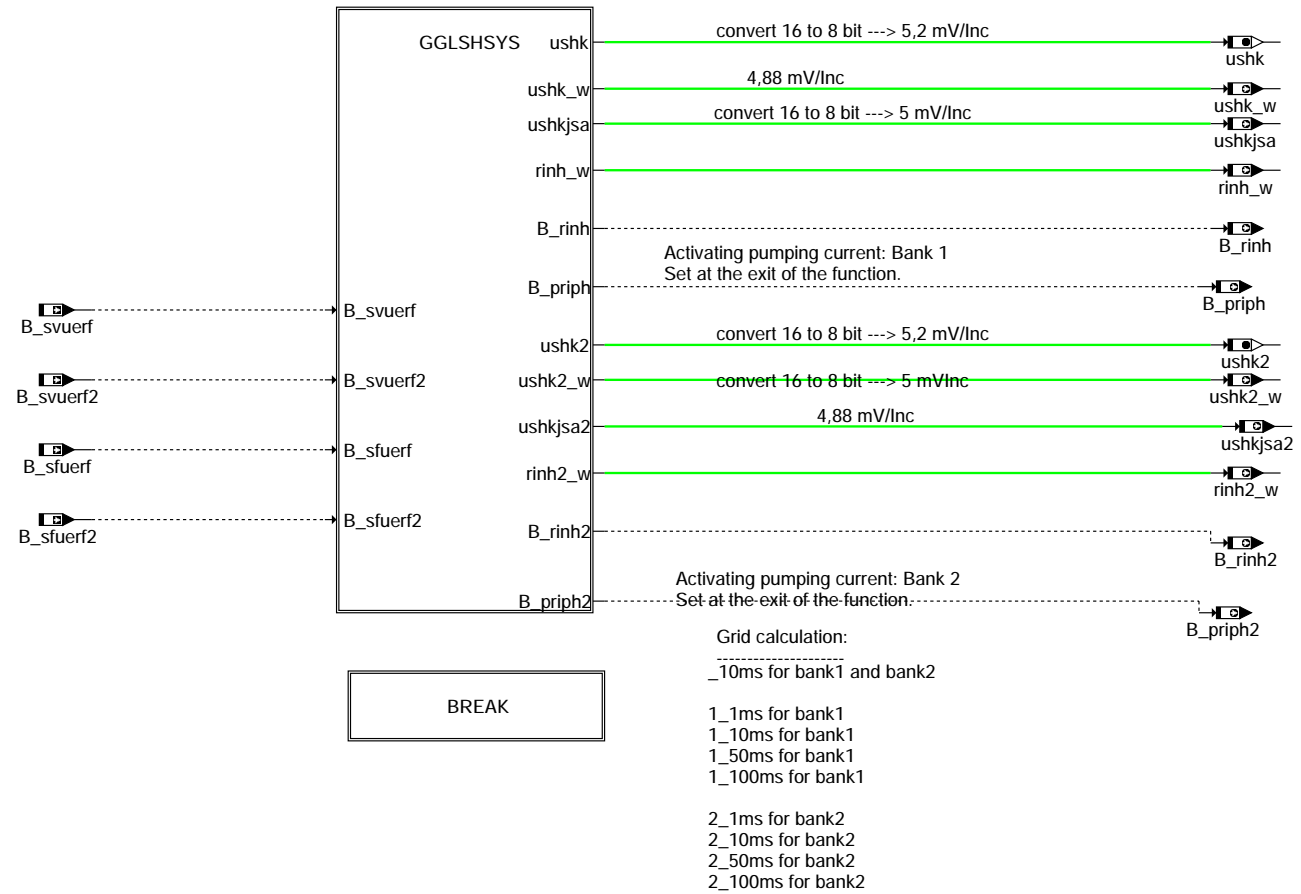 GGLSHSYS
ushk
convert 16 to 8 bit ---> 5,2 mV/Inc
ushk
ushk_w
4,88 mV/Inc
ushk_w
ushkjsa
convert 16 to 8 bit ---> 5 mV/Inc
ushkjsa
rinh_w
rinh_w
B_rinh
B_rinh
Activating pumping current: Bank 1
Set at the exit of the function.
B_priph
B_priph
B_svuerf
B_svuerf
ushk2
convert 16 to 8 bit ---> 5,2 mV/Inc
ushk2
B_svuerf2
B_svuerf2
ushk2_w
convert 16 to 8 bit ---> 5 mVInc
ushk2_w
ushkjsa2
4,88 mV/Inc
ushkjsa2
B_sfuerf
B_sfuerf
rinh2_w
rinh2_w
B_sfuerf2
B_sfuerf2
B_rinh2
B_rinh2
Activating pumping current: Bank 2
Set at the exit of the function.
B_priph2
B_priph2
Grid calculation:
---------------------
_10ms for bank1 and bank2
BREAK
1_1ms for bank1
1_10ms for bank1
1_50ms for bank1
1_100ms for bank1
2_1ms for bank2
2_10ms for bank2
2_50ms for bank2
2_100ms for bank2